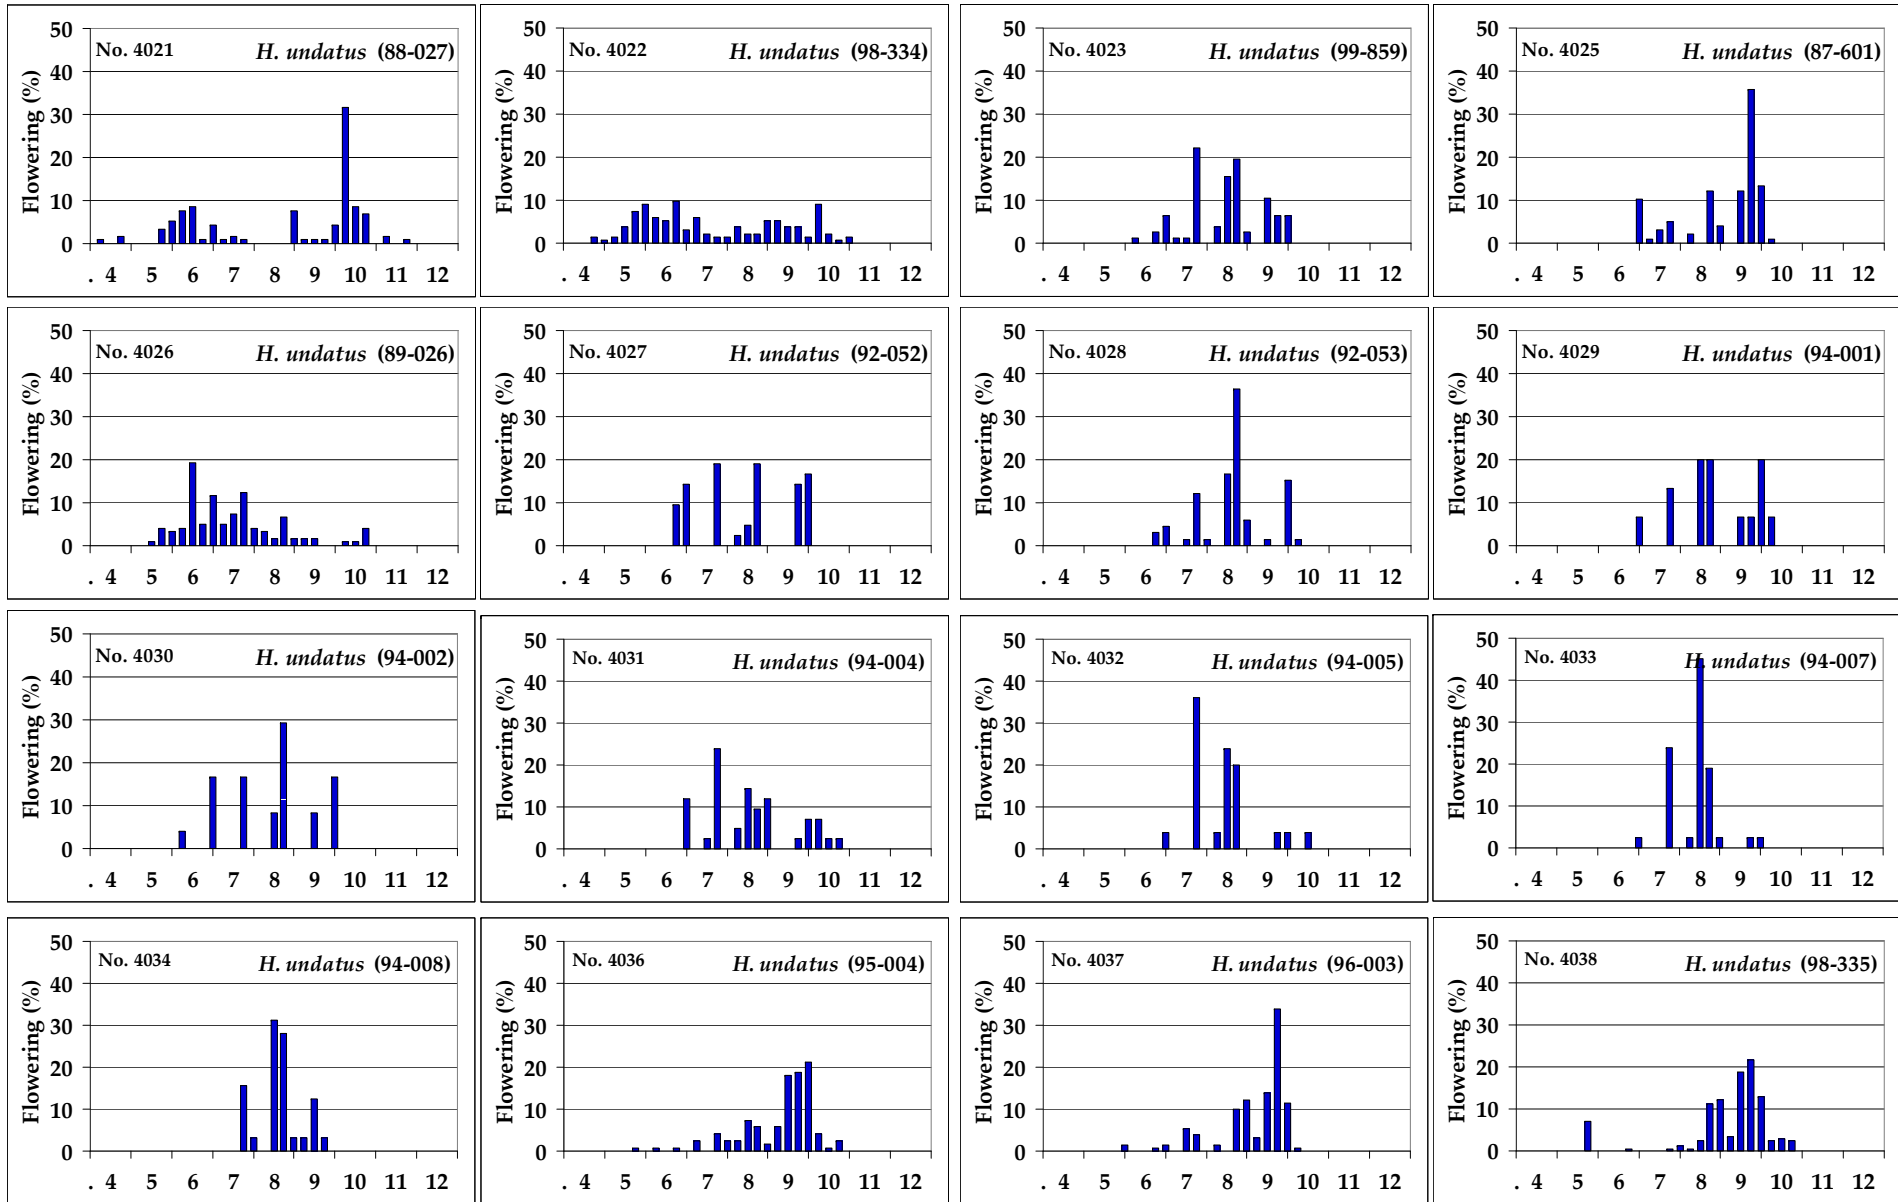 No. 4021 H. undatus (88-027)
Flowering (%)
50
40
30
20
10
0
. 4 5 6 7 8 9 10 11 12
No. 4022 H. undatus (98-334)
Flowering (%)
50
40
30
20
10
0
. 4 5 6 7 8 9 10 11 12
No. 4023 H. undatus (99-859)
Flowering (%)
50
40
30
20
10
0
. 4 5 6 7 8 9 10 11 12
No. 4025 H. undatus (87-601)
Flowering (%)
50
40
30
20
10
0
. 4 5 6 7 8 9 10 11 12
No. 4026 H. undatus (89-026)
Flowering (%)
50
40
30
20
10
0
. 4 5 6 7 8 9 10 11 12
No. 4027 H. undatus (92-052)
Flowering (%)
50
40
30
20
10
0
. 4 5 6 7 8 9 10 11 12
No. 4028 H. undatus (92-053)
Flowering (%)
50
40
30
20
10
0
. 4 5 6 7 8 9 10 11 12
No. 4029 H. undatus (94-001)
Flowering (%)
50
40
30
20
10
0
. 4 5 6 7 8 9 10 11 12
No. 4030 H. undatus (94-002)
Flowering (%)
50
40
30
20
10
0
. 4 5 6 7 8 9 10 11 12
No. 4031 H. undatus (94-004)
Flowering (%)
50
40
30
20
10
0
. 4 5 6 7 8 9 10 11 12
No. 4032 H. undatus (94-005)
Flowering (%)
50
40
30
20
10
0
. 4 5 6 7 8 9 10 11 12
No. 4033 H. undatus (94-007)
Flowering (%)
50
40
30
20
10
0
. 4 5 6 7 8 9 10 11 12
No. 4034 H. undatus (94-008)
Flowering (%)
50
40
30
20
10
0
. 4 5 6 7 8 9 10 11 12
No. 4036 H. undatus (95-004)
Flowering (%)
50
40
30
20
10
0
. 4 5 6 7 8 9 10 11 12
No. 4037 H. undatus (96-003)
Flowering (%)
50
40
30
20
10
0
. 4 5 6 7 8 9 10 11 12
No. 4038 H. undatus (98-335)
Flowering (%)
50
40
30
20
10
0
. 4 5 6 7 8 9 10 11 12